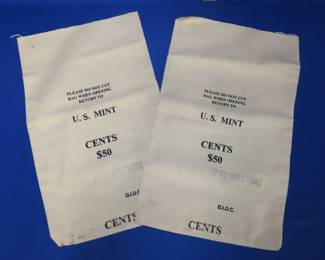 PLEASE DO NOT CUT
BAG WHEN OPENING
RETURN TO
U. S. MINT
CENTS
$50
G.I.D.C.
CENTS
PLEASE DO NOT CUT
BAG WHEN OPENING
RETURN TO
U. S. MINT
CENTS
$50
G.I.D.C.
CENTS